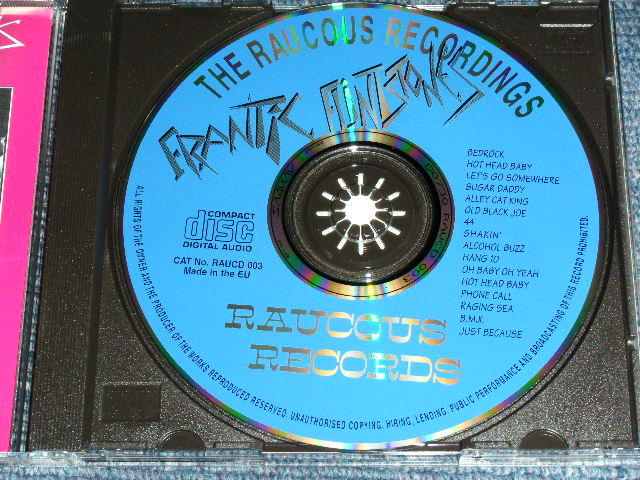 THE RAUCOUS RECORDINGS
FRANTIC FLINTSTONES
BEDROCK
HOT HEAD BABY
LET'S GO SOMEWHERE
SUGAR DADDY
ALLEY CAT KING
OLD BLACK JOE
44
SHAKIN'
ALCOHOL BUZZ
HANG 10
OH BABY OH YEAH
HOT HEAD BABY
PHONE CALL
RAGING SEA
B.M.X.
JUST BECAUSE
COMPACT
disc
DIGITAL AUDIO
CAT No. RAUCD 003
Made in the EU
RAUCOUS
RECORDS
ALL RIGHTS OF THE OWNER AND THE PRODUCER OF THE WORKS REPRODUCED RESERVED. UNAUTHORISED COPYING, HIRING, LENDING, PUBLIC PERFORMANCE AND BROADCASTING OF THIS RECORD PROHIBITED.
RAUCD 003